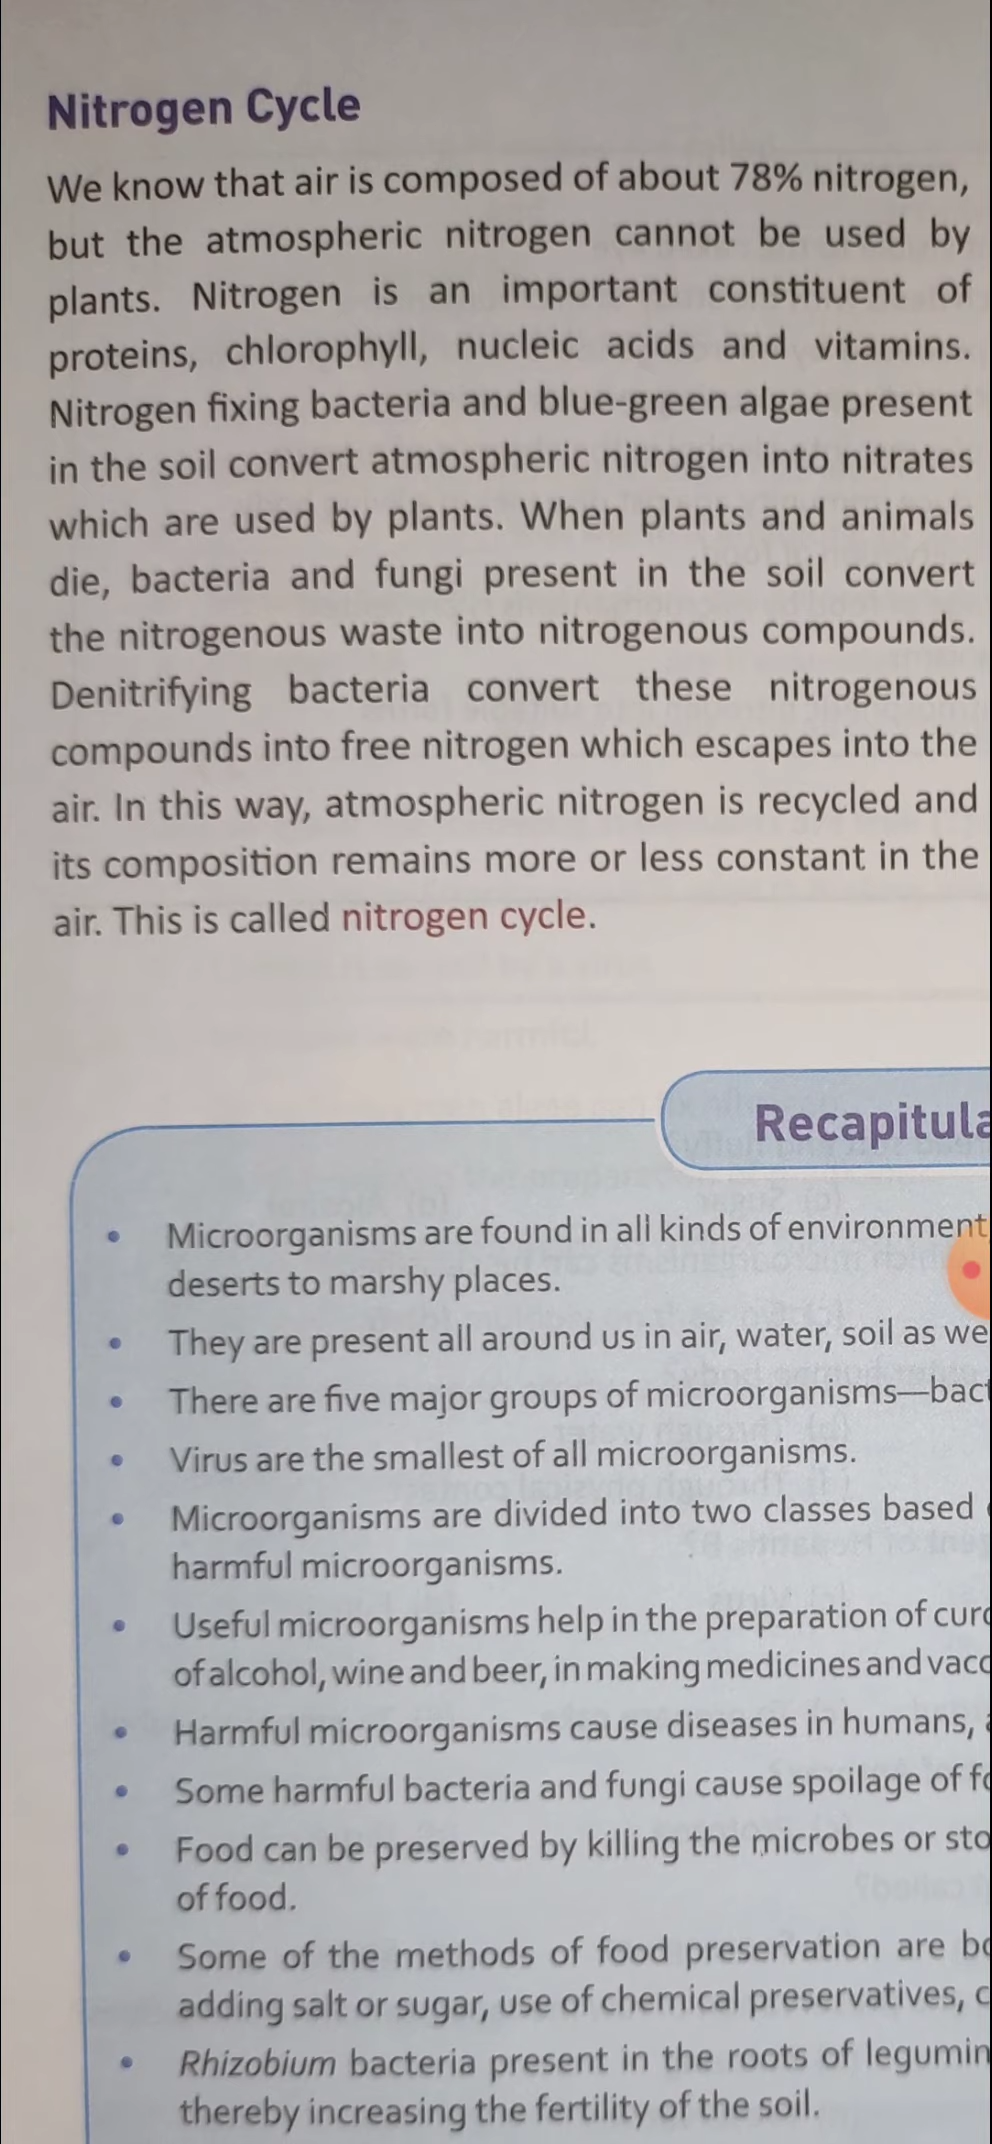 Nitrogen Cycle
We know that air is composed of about 78% nitrogen,
but the atmospheric nitrogen cannot be used by
plants. Nitrogen is an important constituent of
proteins, chlorophyll, nucleic acids and vitamins.
Nitrogen fixing bacteria and blue-green algae present
in the soil convert atmospheric nitrogen into nitrates
which are used by plants. When plants and animals
die, bacteria and fungi present in the soil convert
the nitrogenous waste into nitrogenous compounds.
Denitrifying bacteria convert these nitrogenous
compounds into free nitrogen which escapes into the
air. In this way, atmospheric nitrogen is recycled and
its composition remains more or less constant in the
air. This is called nitrogen cycle.
Recapitula
• Microorganisms are found in all kinds of environment
deserts to marshy places.
• They are present all around us in air, water, soil as we
• There are five major groups of microorganisms—bact
• Virus are the smallest of all microorganisms.
• Microorganisms are divided into two classes based
harmful microorganisms.
• Useful microorganisms help in the preparation of curd
of alcohol, wine and beer, in making medicines and vacc
• Harmful microorganisms cause diseases in humans,
• Some harmful bacteria and fungi cause spoilage of fo
• Food can be preserved by killing the microbes or sto
of food.
• Some of the methods of food preservation are bo
adding salt or sugar, use of chemical preservatives, c
• Rhizobium bacteria present in the roots of legumin
thereby increasing the fertility of the soil.